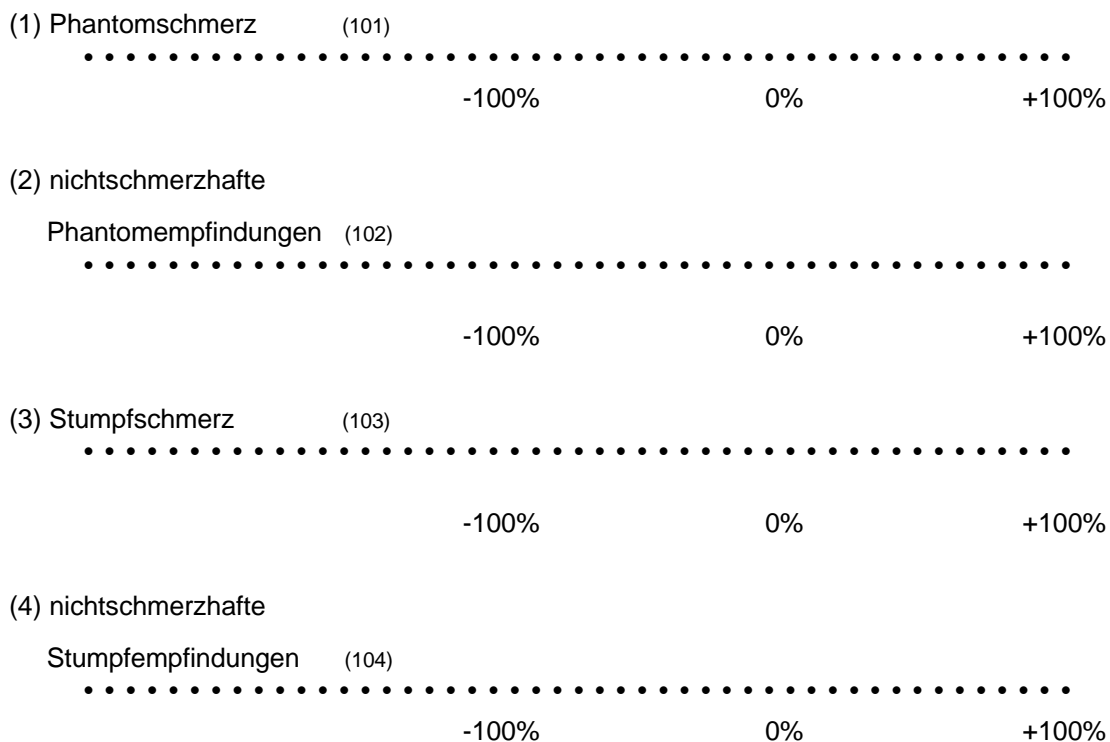 (1) Phantomschmerz (101)
• • • • • • • • • • • • • • • • • • • • • • • • • • • • • • • • • • • • • • • • • • • • • • •
-100% 0% +100%
(2) nichtschmerzhafte
Phantomempfindungen (102)
• • • • • • • • • • • • • • • • • • • • • • • • • • • • • • • • • • • • • • • • • • • • • • •
-100% 0% +100%
(3) Stumpfschmerz (103)
• • • • • • • • • • • • • • • • • • • • • • • • • • • • • • • • • • • • • • • • • • • • • • •
-100% 0% +100%
(4) nichtschmerzhafte
Stumpfempfindungen (104)
• • • • • • • • • • • • • • • • • • • • • • • • • • • • • • • • • • • • • • • • • • • • • • •
-100% 0% +100%